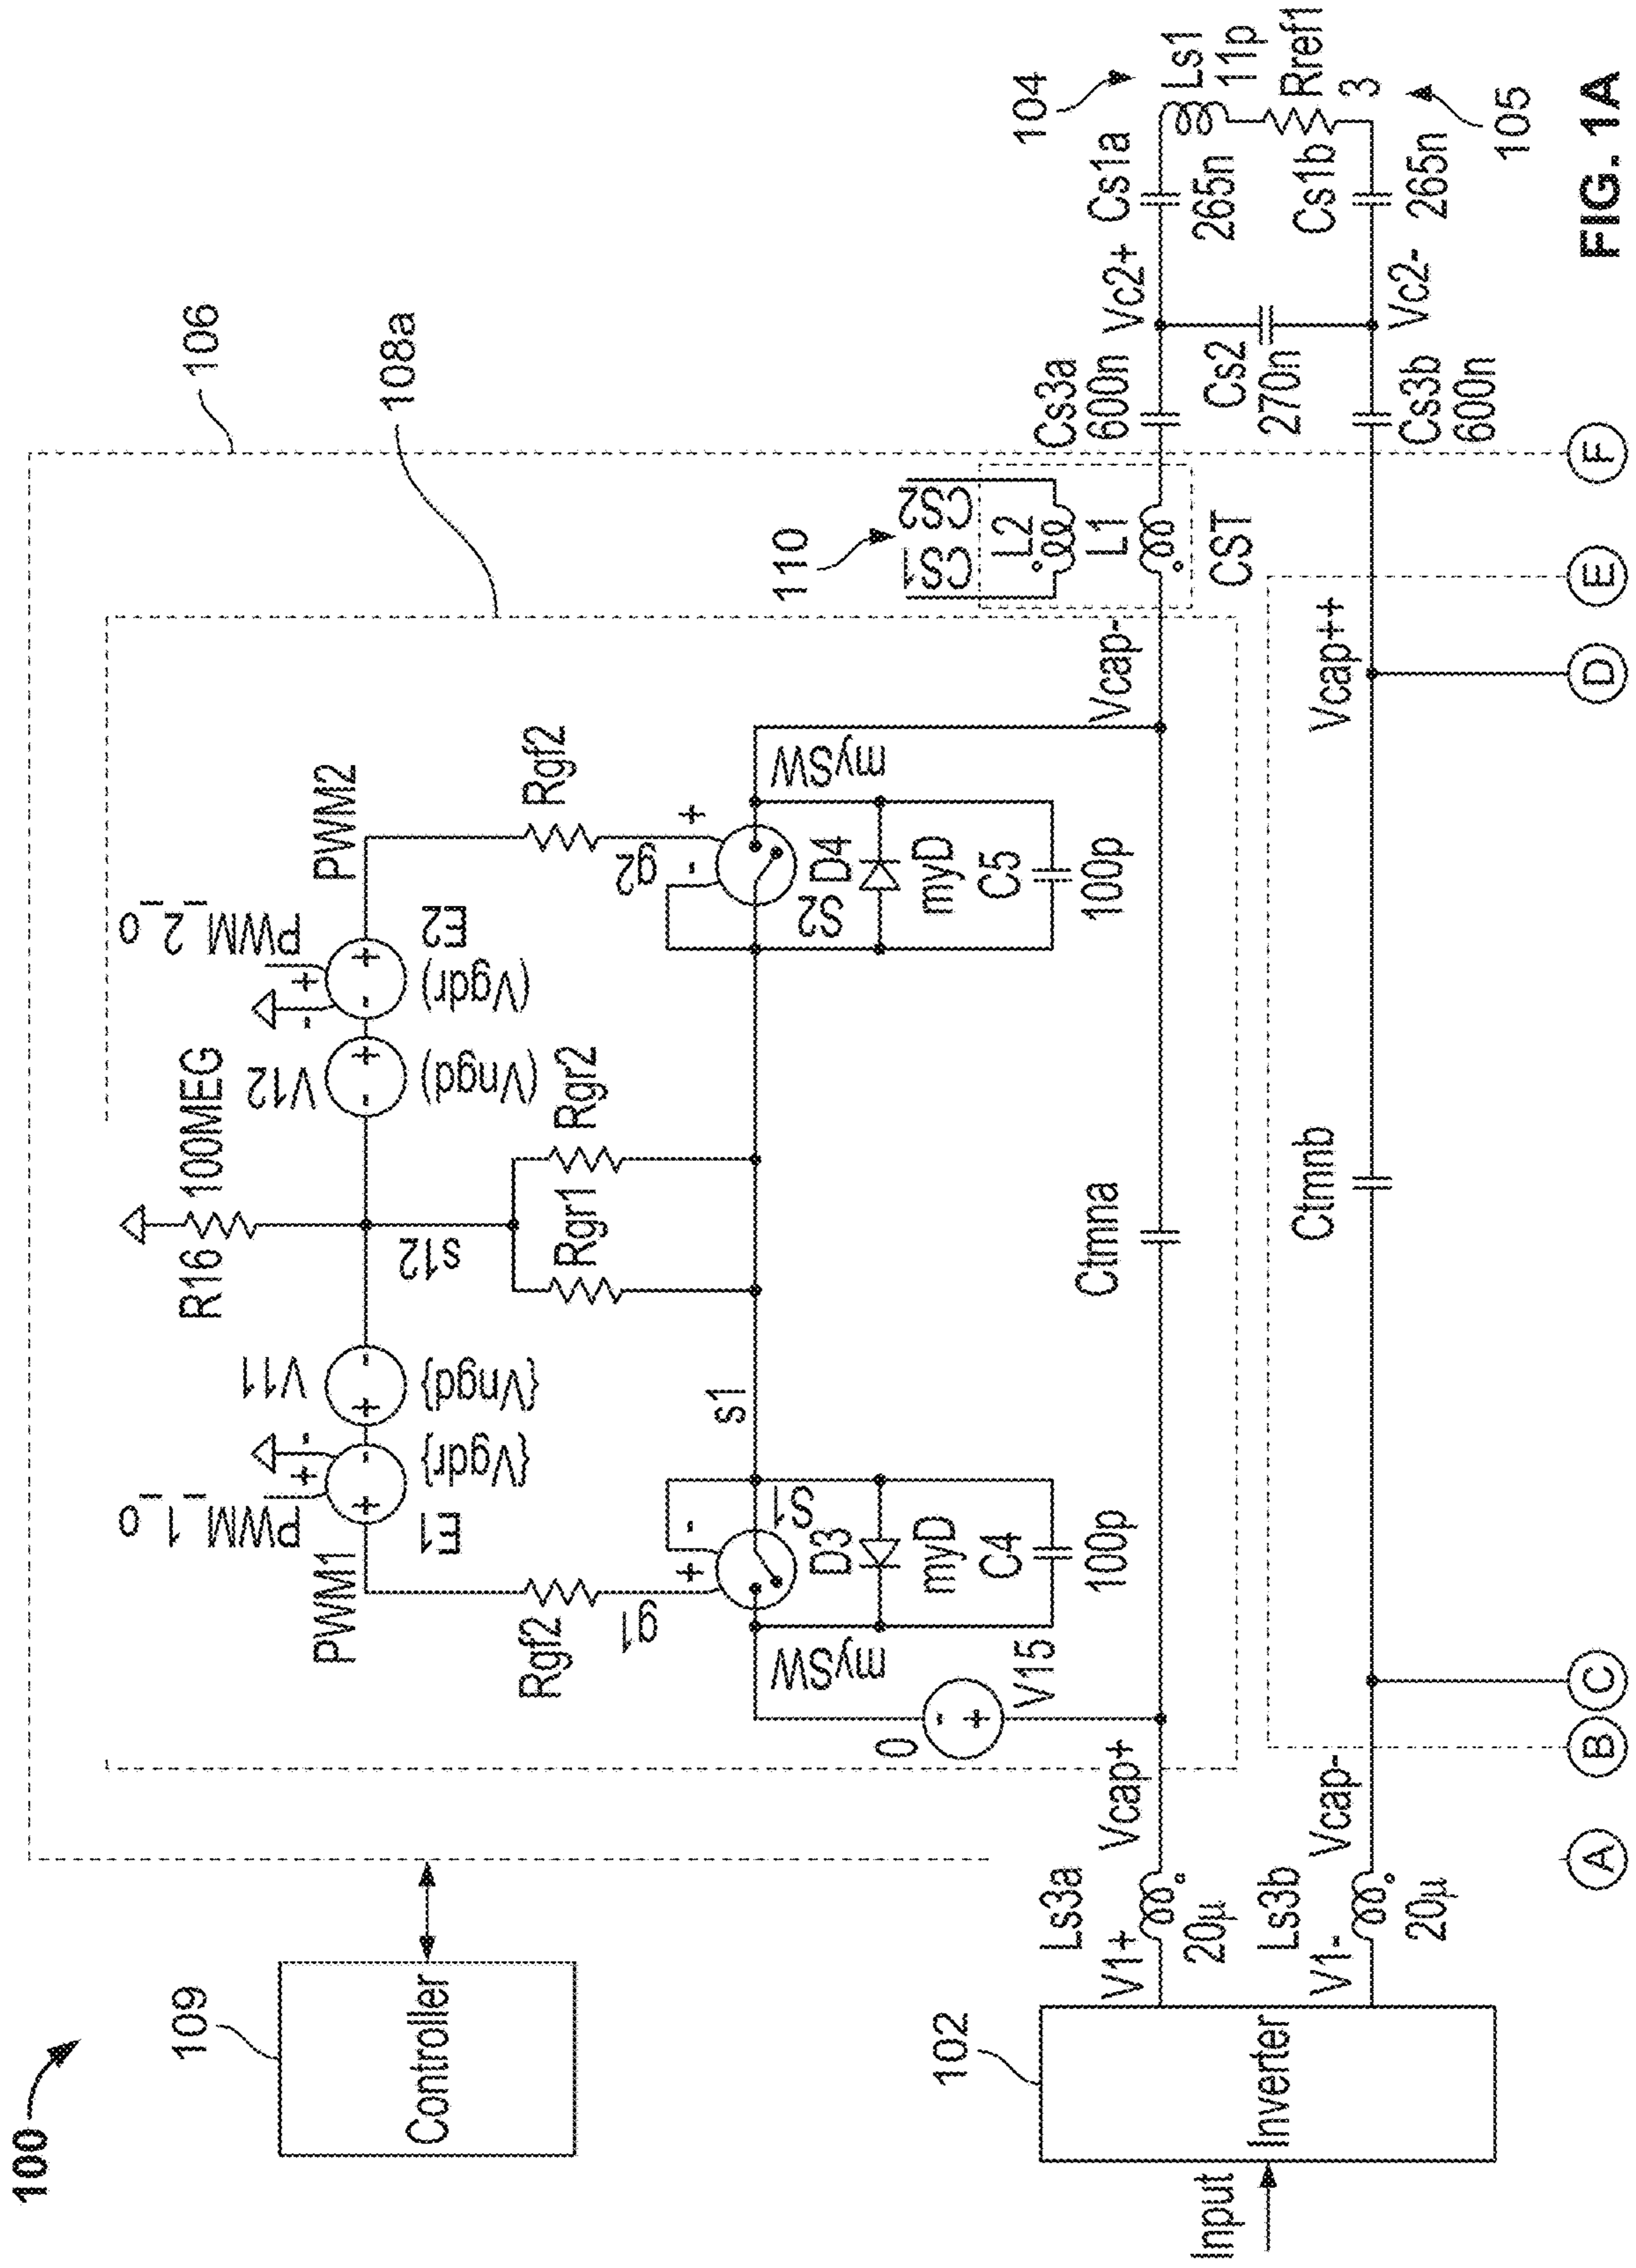 100
109
Controller
106
108a
R16 100MEG
PWM_1_o
PWM_2_o
V11
V12
E1
E2
{Vgdr}
{Vngd}
(Vngd)
(Vgdr)
PWM1
PWM2
s12
Rgf2
Rgr1
Rgr2
Rgf2
g1
g2
+
-
+
-
s1
S1
S2
mySW
mySW
D3
D4
myD
myD
C4
C5
100p
100p
0
V15
110
CS1
CS2
L2
L1
CST
102
Input
Inverter
V1+
Ls3a
20µ
Vcap+
Ctmna
Vcap-
Cs3a
600n
Vc2+
Cs1a
265n
104
Ls1
11p
Rref1
3
105
V1-
Ls3b
20µ
Vcap-
Ctmnb
Vcap++
Cs2
270n
Cs3b
600n
Vc2-
Cs1b
265n
A
B
C
D
E
F
FIG. 1A